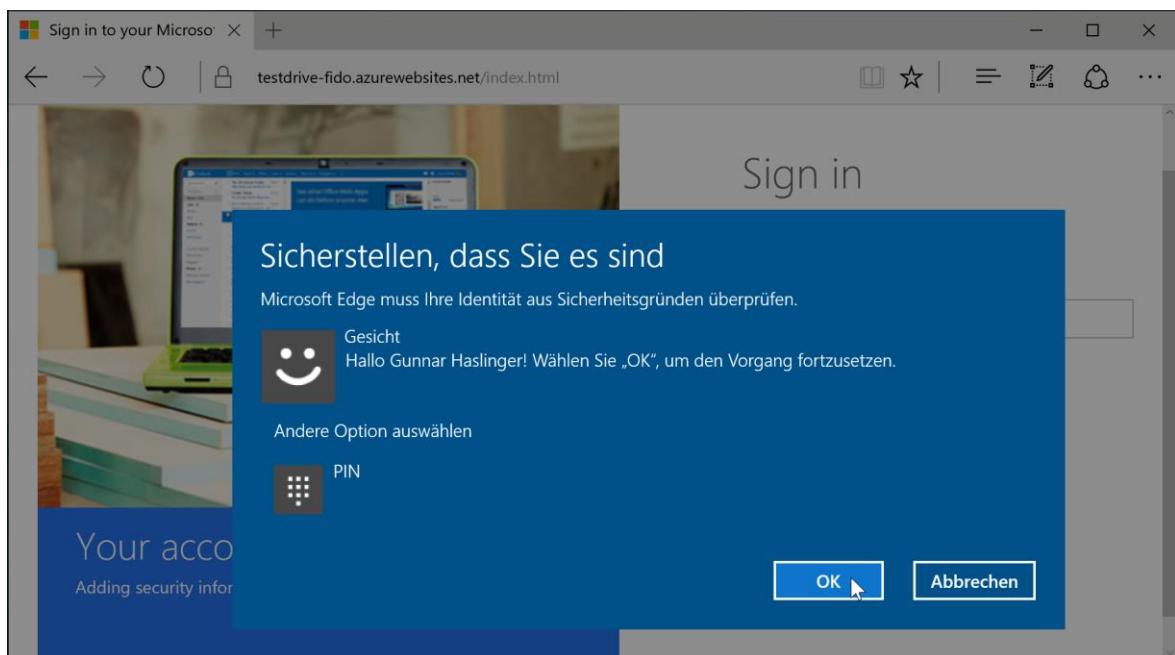 Sign in to your Microso
testdrive-fido.azurewebsites.net/index.html
Sign in
Sicherstellen, dass Sie es sind
Microsoft Edge muss Ihre Identität aus Sicherheitsgründen überprüfen.
Gesicht
Hallo Gunnar Haslinger! Wählen Sie „OK“, um den Vorgang fortzusetzen.
Andere Option auswählen
PIN
Your acco
Adding security infor
OK
Abbrechen